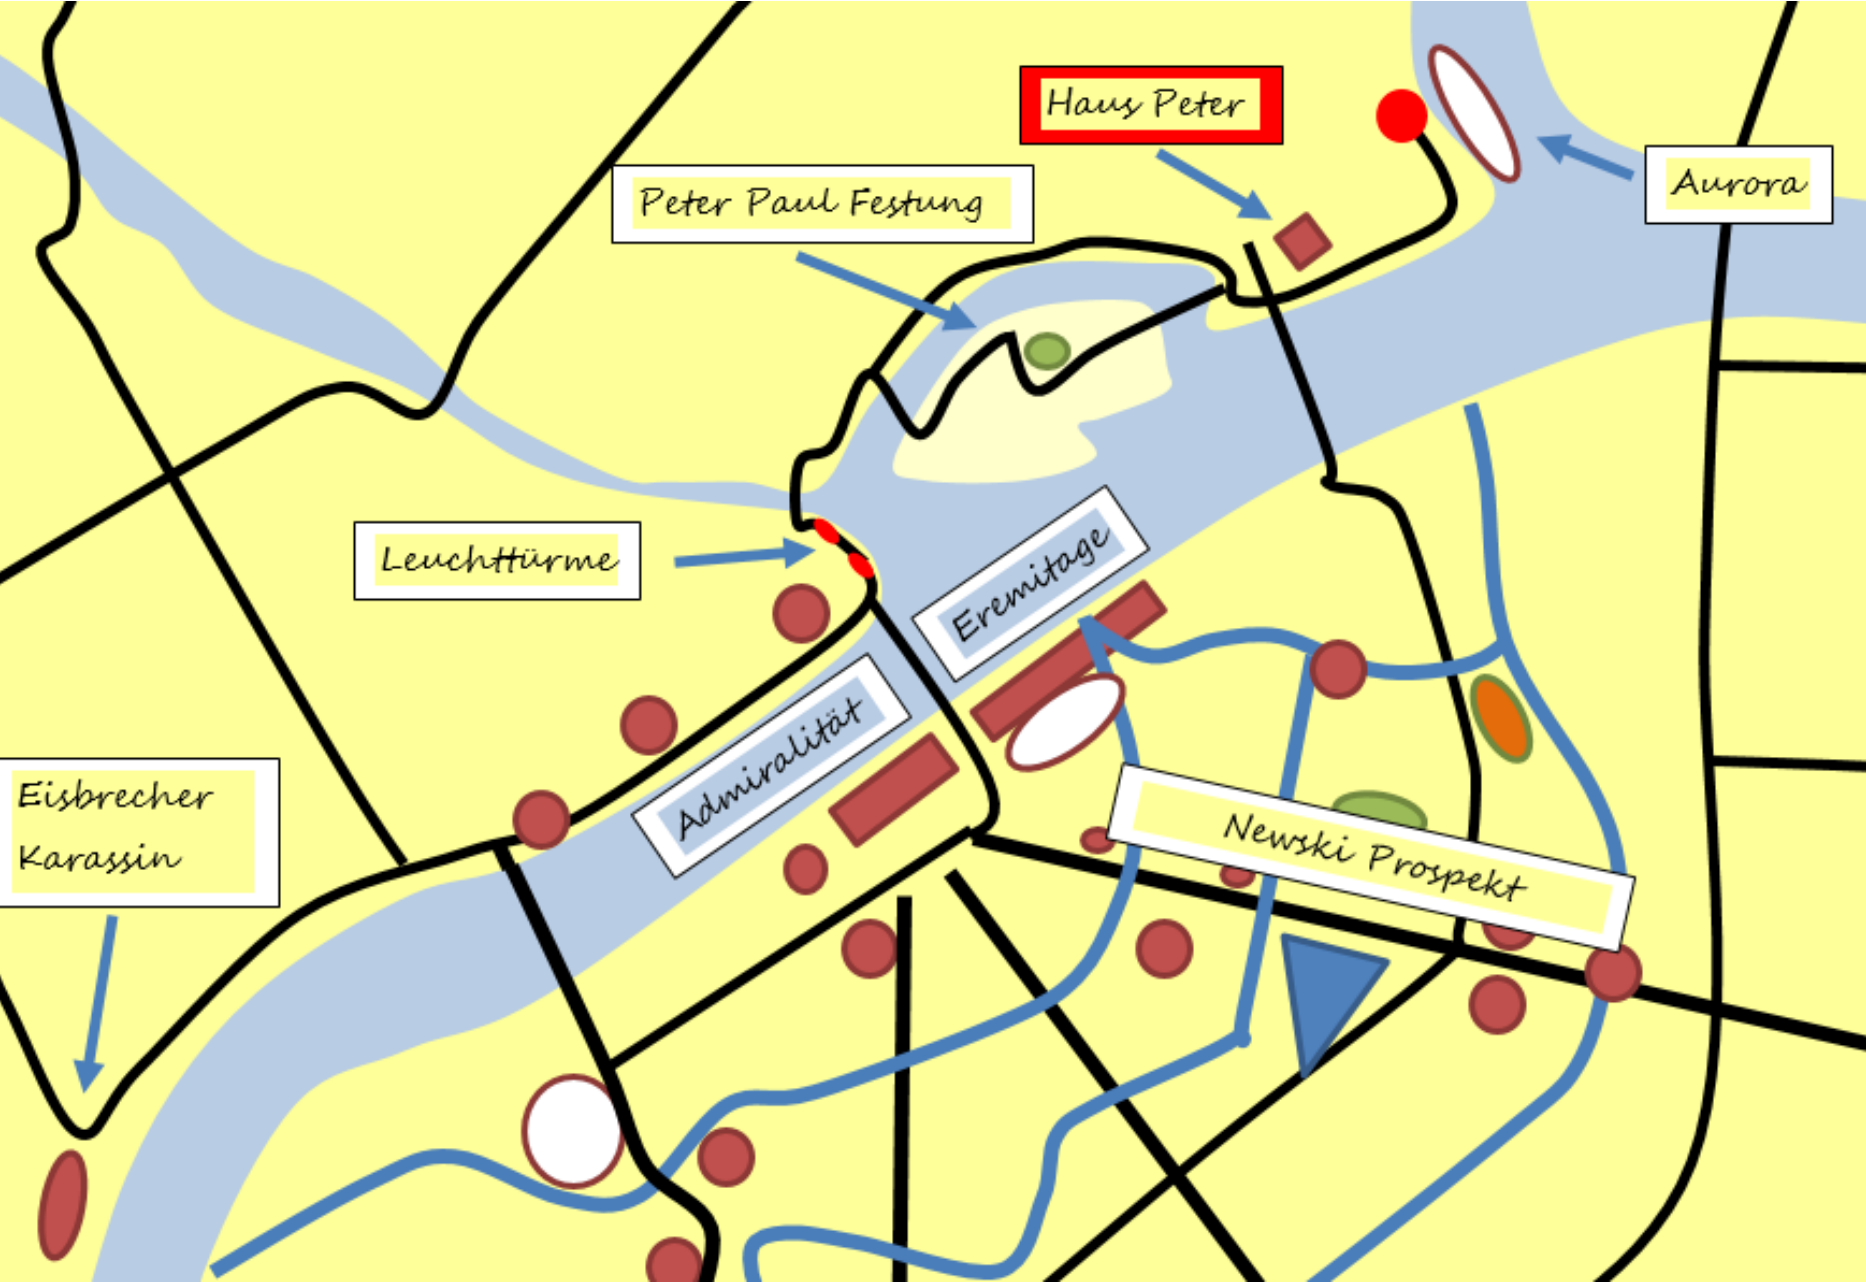 Haus Peter
Aurora
Peter Paul Festung
Leuchttürme
Eremitage
Admiralität
Eisbrecher
Karassin
Newski Prospekt